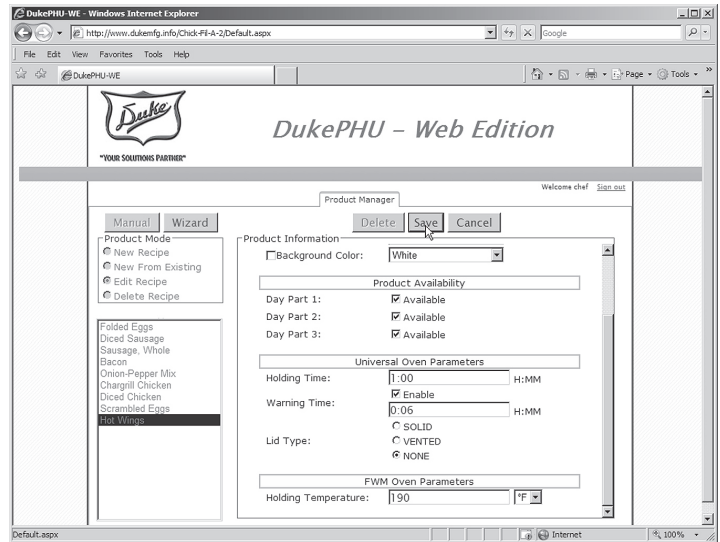 DukePHU-WE - Windows Internet Explorer
http://www.dukemfg.info/Chick-Fil-A-2/Default.aspx
Google
File Edit View Favorites Tools Help
DukePHU-WE
Page Tools
Duke
"YOUR SOLUTIONS PARTNER"
DukePHU - Web Edition
Welcome chef Sign out
Product Manager
Manual Wizard
Delete Save Cancel
Product Mode
New Recipe
New From Existing
Edit Recipe
Delete Recipe
Folded Eggs
Diced Sausage
Sausage, Whole
Bacon
Onion-Pepper Mix
Chargrill Chicken
Diced Chicken
Scrambled Eggs
Hot Wings
Product Information
Background Color: White
Product Availability
Day Part 1: Available
Day Part 2: Available
Day Part 3: Available
Universal Oven Parameters
Holding Time: 1:00 H:MM
Enable
Warning Time: 0:06 H:MM
SOLID
Lid Type: VENTED
NONE
FWM Oven Parameters
Holding Temperature: 190 °F
Default.aspx
Internet
100%